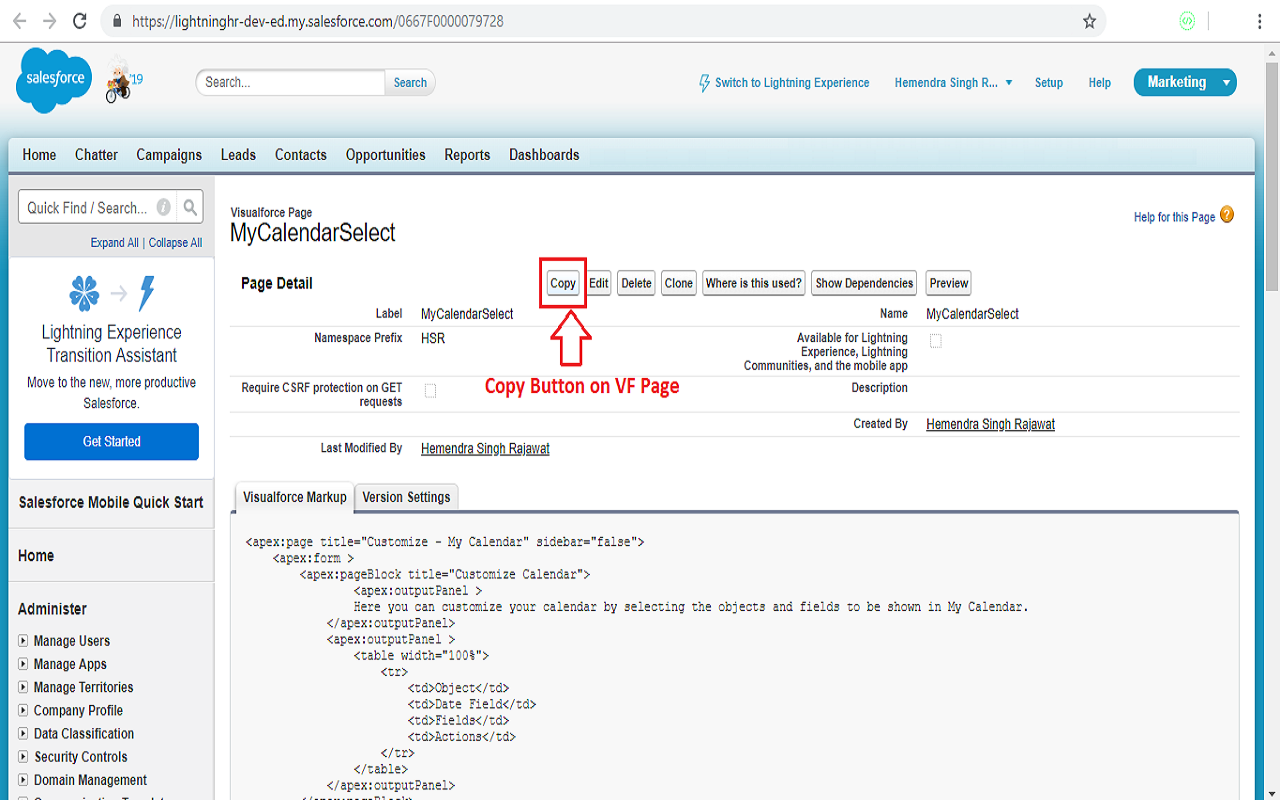 https://lightninghr-dev-ed.my.salesforce.com/0667F0000079728
salesforce
'19
Search...
Search
Switch to Lightning Experience
Hemendra Singh R...
Setup
Help
Marketing
Home Chatter Campaigns Leads Contacts Opportunities Reports Dashboards
Quick Find / Search...
Expand All | Collapse All
Lightning Experience
Transition Assistant
Move to the new, more productive
Salesforce.
Get Started
Salesforce Mobile Quick Start
Home
Administer
Manage Users
Manage Apps
Manage Territories
Company Profile
Data Classification
Security Controls
Domain Management
Visualforce Page
MyCalendarSelect
Help for this Page
Page Detail
Copy Edit Delete Clone Where is this used? Show Dependencies Preview
Label MyCalendarSelect
Name MyCalendarSelect
Namespace Prefix HSR
Available for Lightning
Experience, Lightning
Communities, and the mobile app
Require CSRF protection on GET
requests
Copy Button on VF Page
Description
Created By Hemendra Singh Rajawat
Last Modified By Hemendra Singh Rajawat
Visualforce Markup Version Settings
<apex:page title="Customize - My Calendar" sidebar="false">
<apex:form >
<apex:pageBlock title="Customize Calendar">
<apex:outputPanel >
Here you can customize your calendar by selecting the objects and fields to be shown in My Calendar.
</apex:outputPanel>
<apex:outputPanel >
<table width="100%">
<tr>
<td>Object</td>
<td>Date Field</td>
<td>Fields</td>
<td>Actions</td>
</tr>
</table>
</apex:outputPanel>